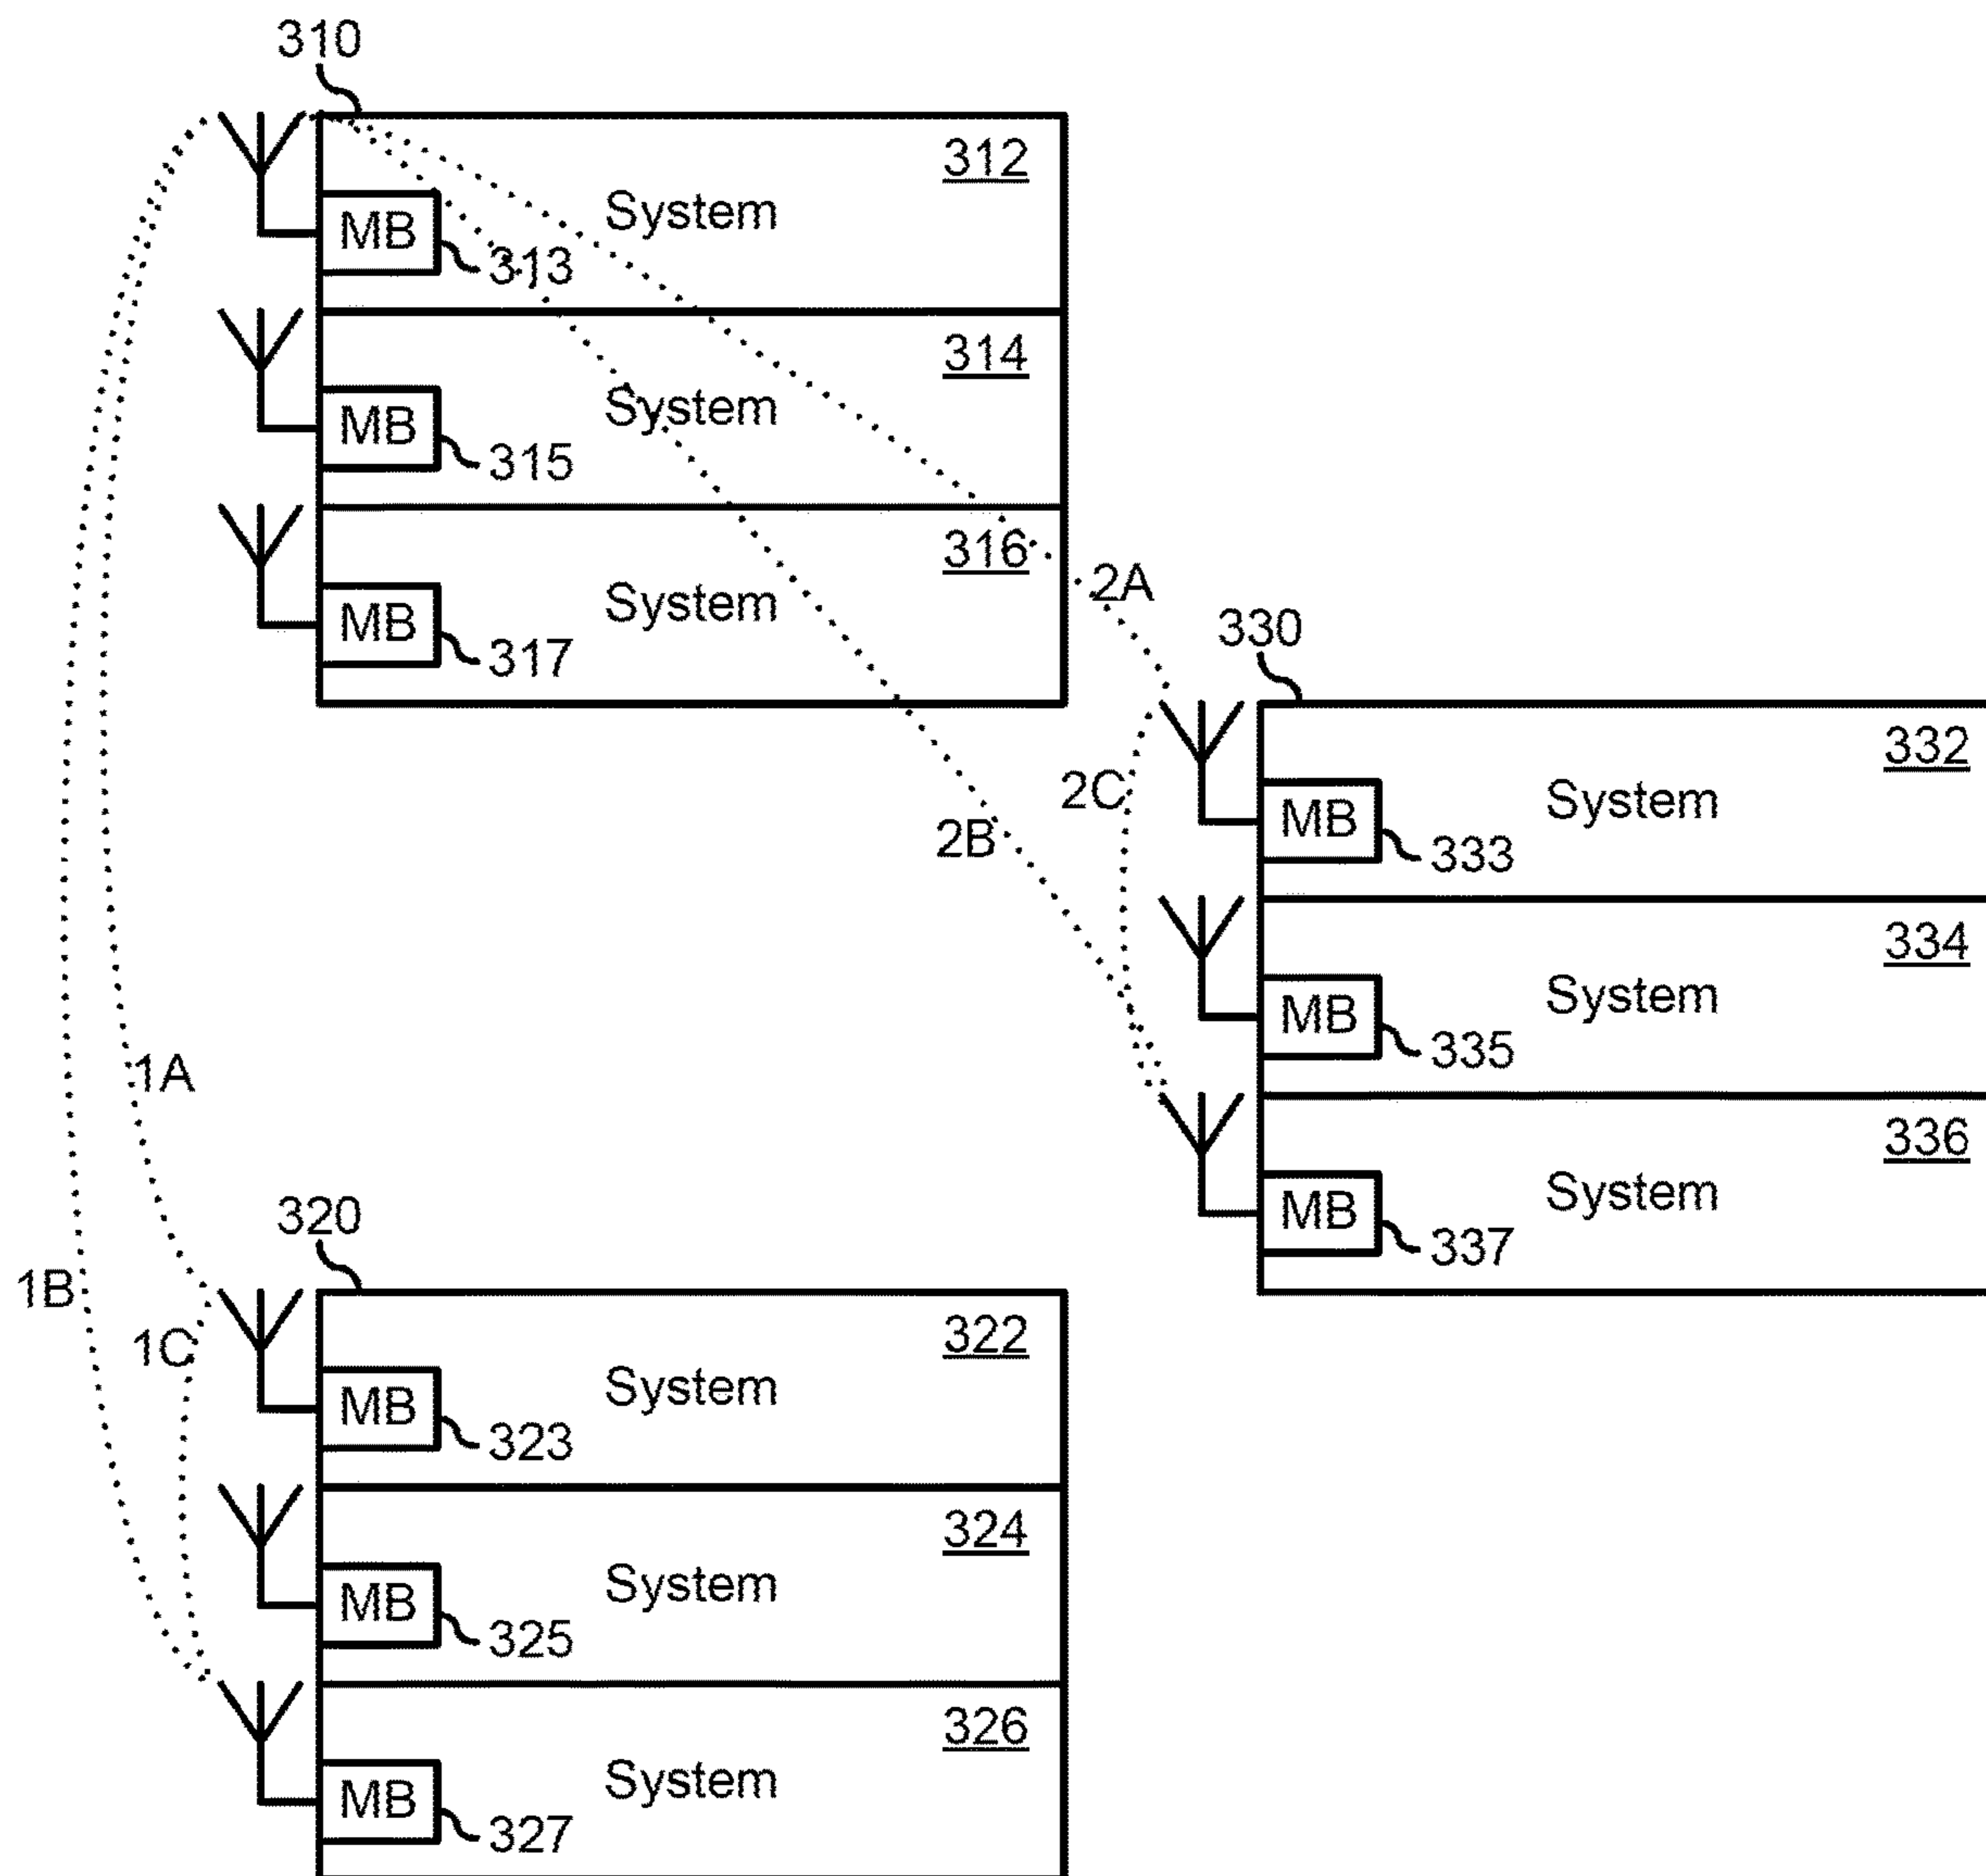 310
312
System
MB
313
314
System
MB
315
316
System
MB
317
2A
330
332
System
MB
333
2C
2B
334
System
MB
335
336
System
MB
337
1A
1B
1C
320
322
System
MB
323
324
System
MB
325
326
System
MB
327